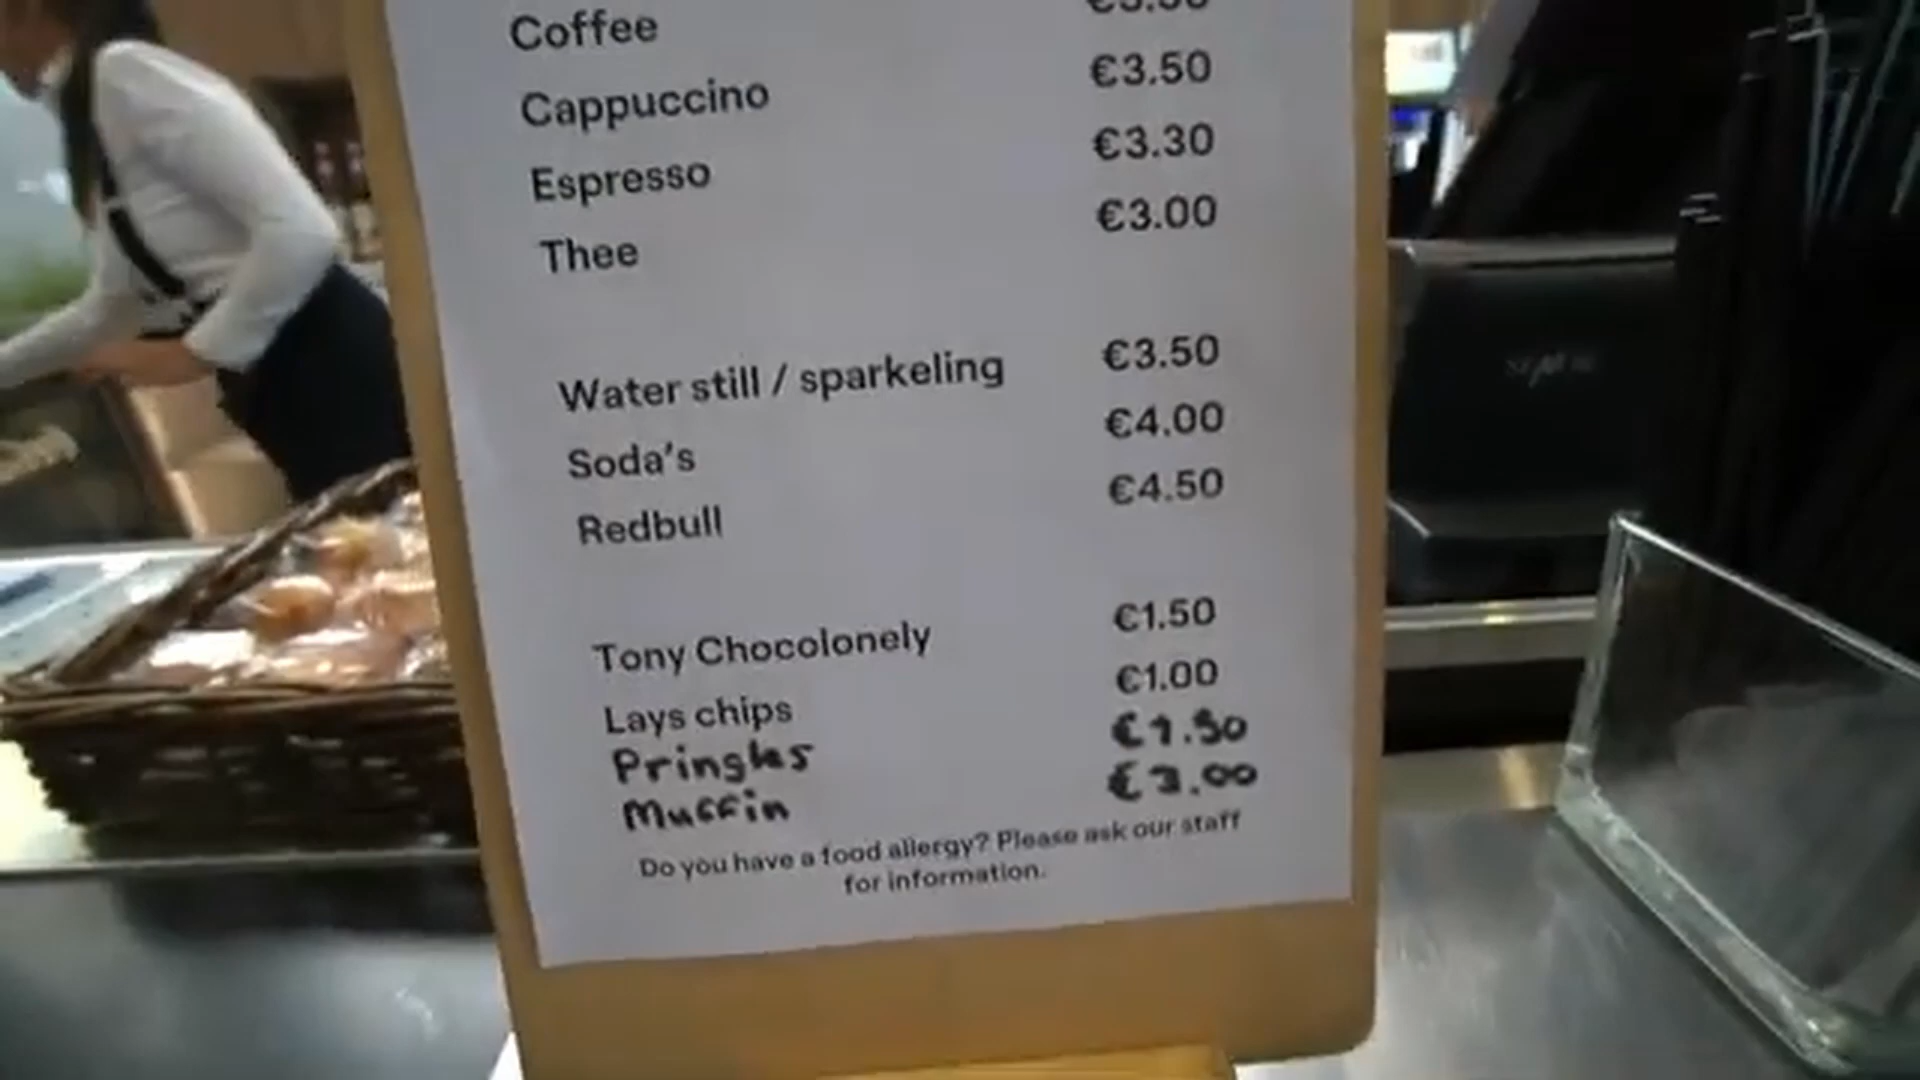 Coffee
Cappuccino €3.50
Espresso €3.30
Thee €3.00
Water still / sparkeling €3.50
Soda's €4.00
Redbull €4.50
Tony Chocolonely €1.50
Lays chips €1.00
Pringles €1.50
Muffin €3.00
Do you have a food allergy? Please ask our staff
for information.